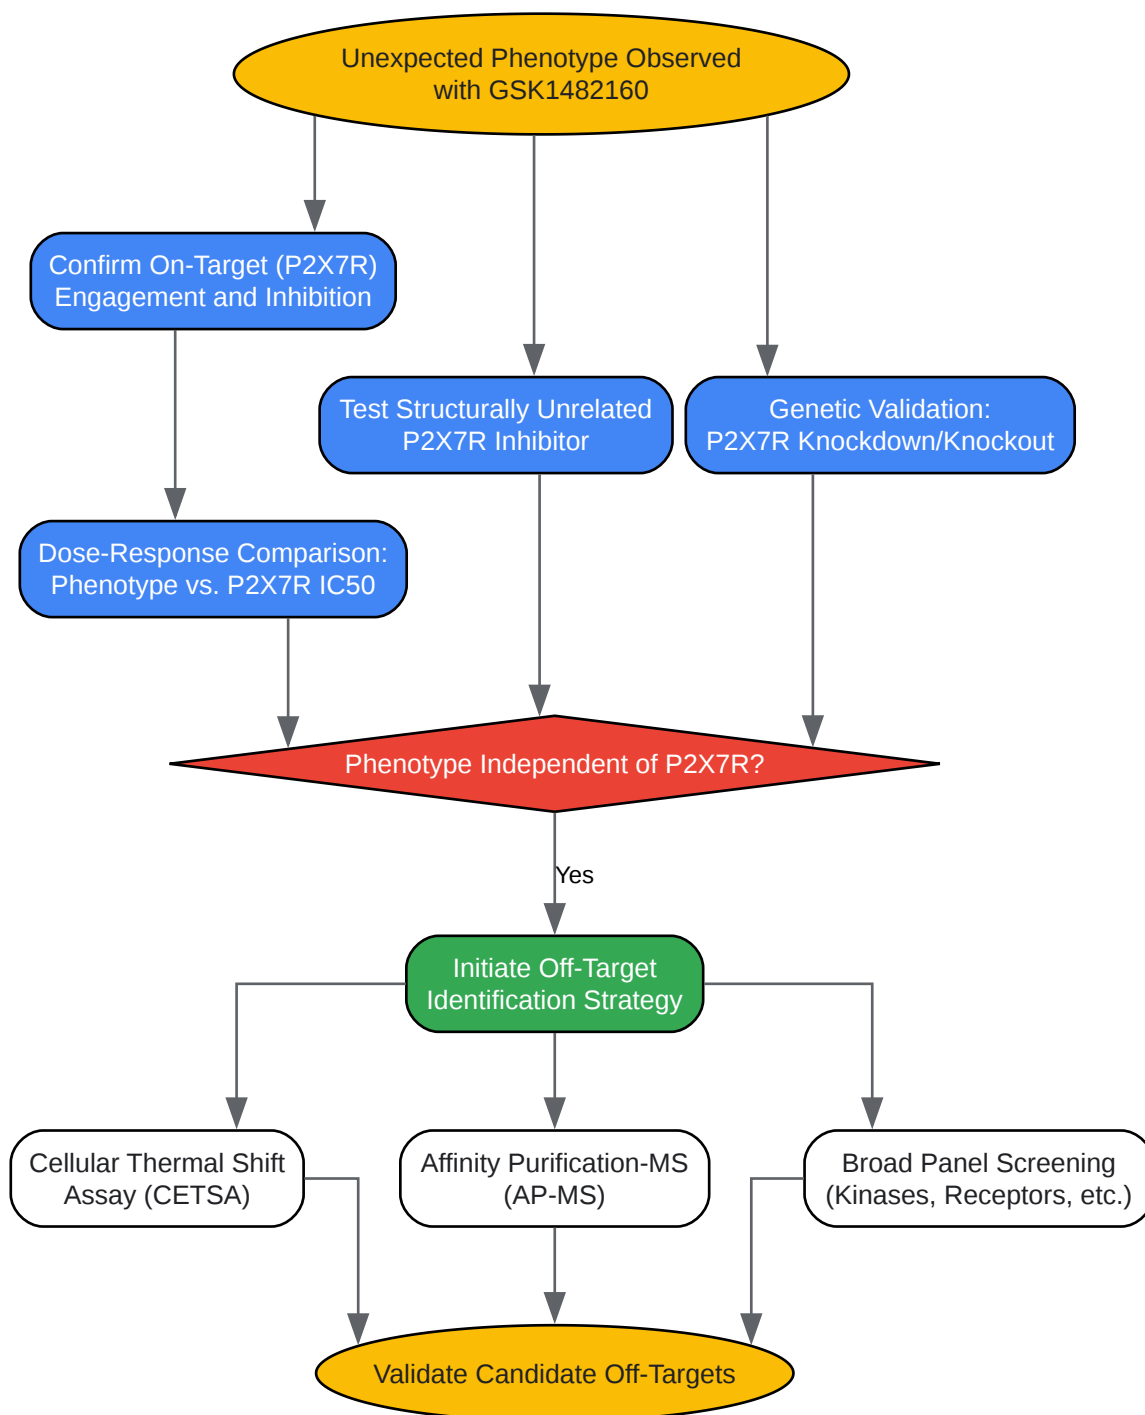 Unexpected Phenotype Observed
with GSK1482160
Confirm On-Target (P2X7R)
Engagement and Inhibition
Test Structurally Unrelated
P2X7R Inhibitor
Genetic Validation:
P2X7R Knockdown/Knockout
Dose-Response Comparison:
Phenotype vs. P2X7R IC50
Phenotype Independent of P2X7R?
Yes
Initiate Off-Target
Identification Strategy
Cellular Thermal Shift
Assay (CETSA)
Affinity Purification-MS
(AP-MS)
Broad Panel Screening
(Kinases, Receptors, etc.)
Validate Candidate Off-Targets